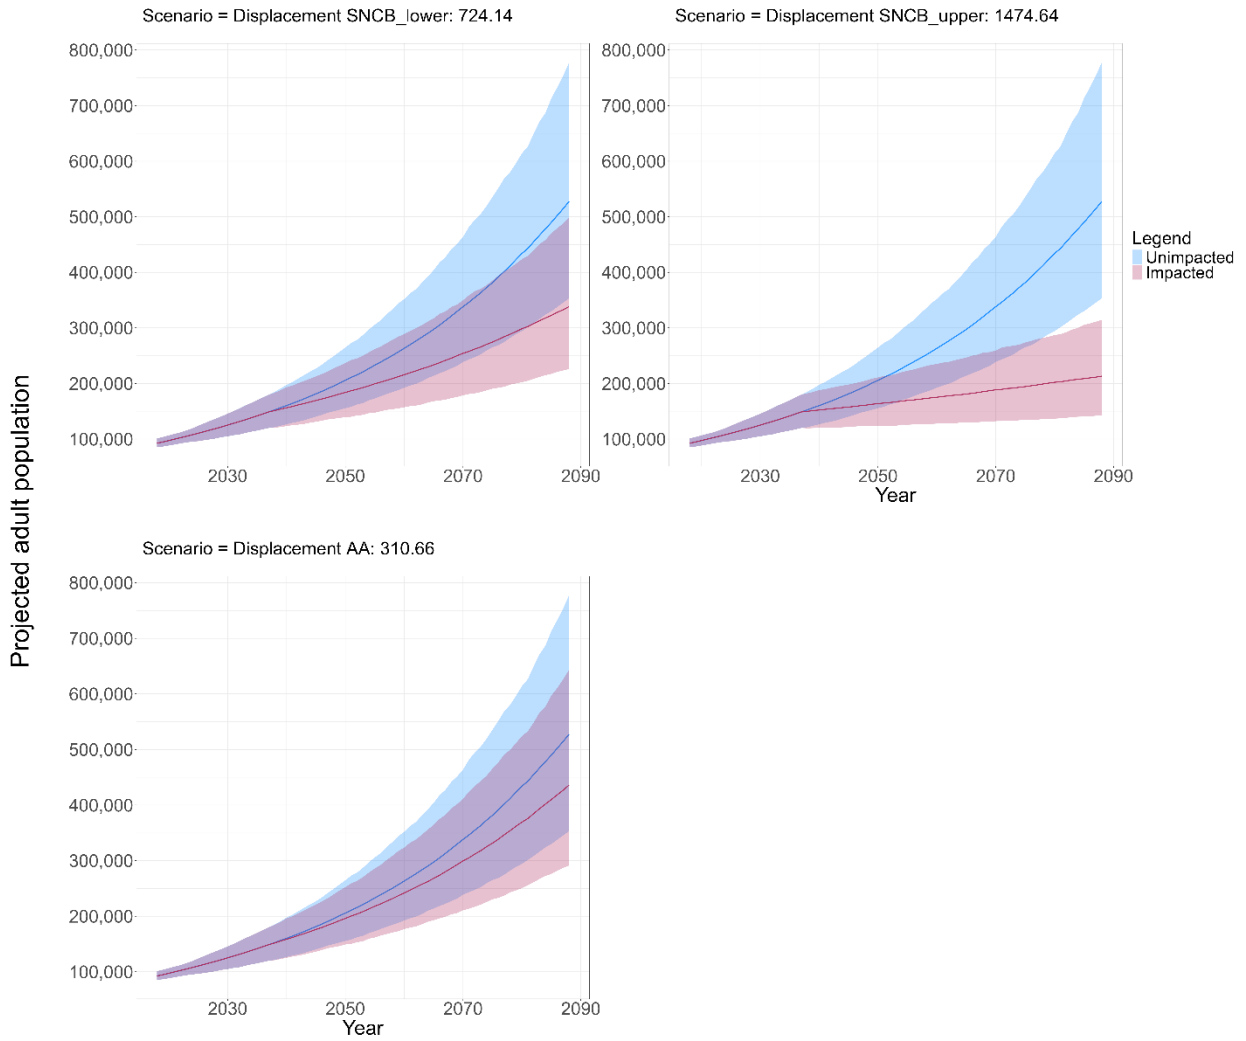 Scenario = Displacement SNCB_lower: 724.14
Scenario = Displacement SNCB_upper: 1474.64
800,000
700,000
600,000
500,000
400,000
300,000
200,000
100,000
2030 2050 2070 2090
800,000
700,000
600,000
500,000
400,000
300,000
200,000
100,000
2030 2050 2070 2090
Year
Legend
Unimpacted
Impacted
Projected adult population
Scenario = Displacement AA: 310.66
800,000
700,000
600,000
500,000
400,000
300,000
200,000
100,000
2030 2050 2070 2090
Year